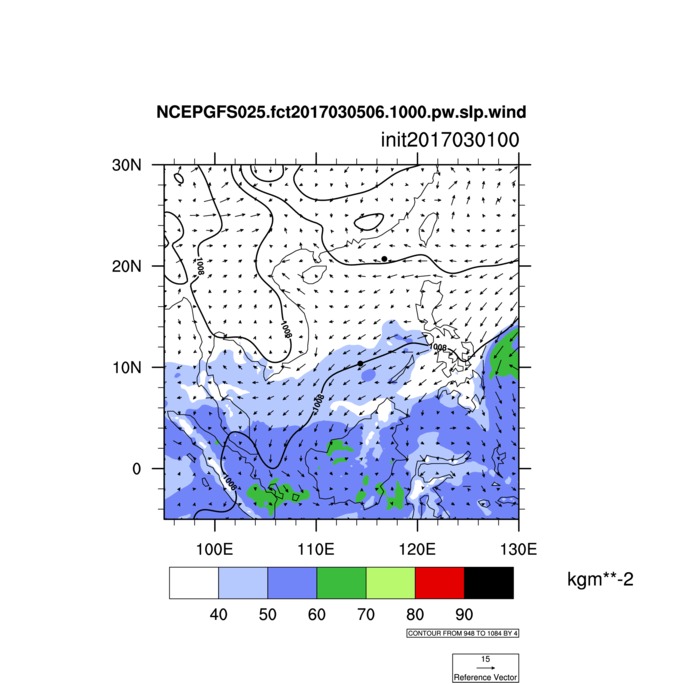 NCEPGFS025.fct2017030506.1000.pw.slp.wind
init2017030100
30N
20N
10N
0
1008
1008
1008
1008
1008
100E 110E 120E 130E
kgm**-2
40 50 60 70 80 90
CONTOUR FROM 948 TO 1084 BY 4
15
Reference Vector